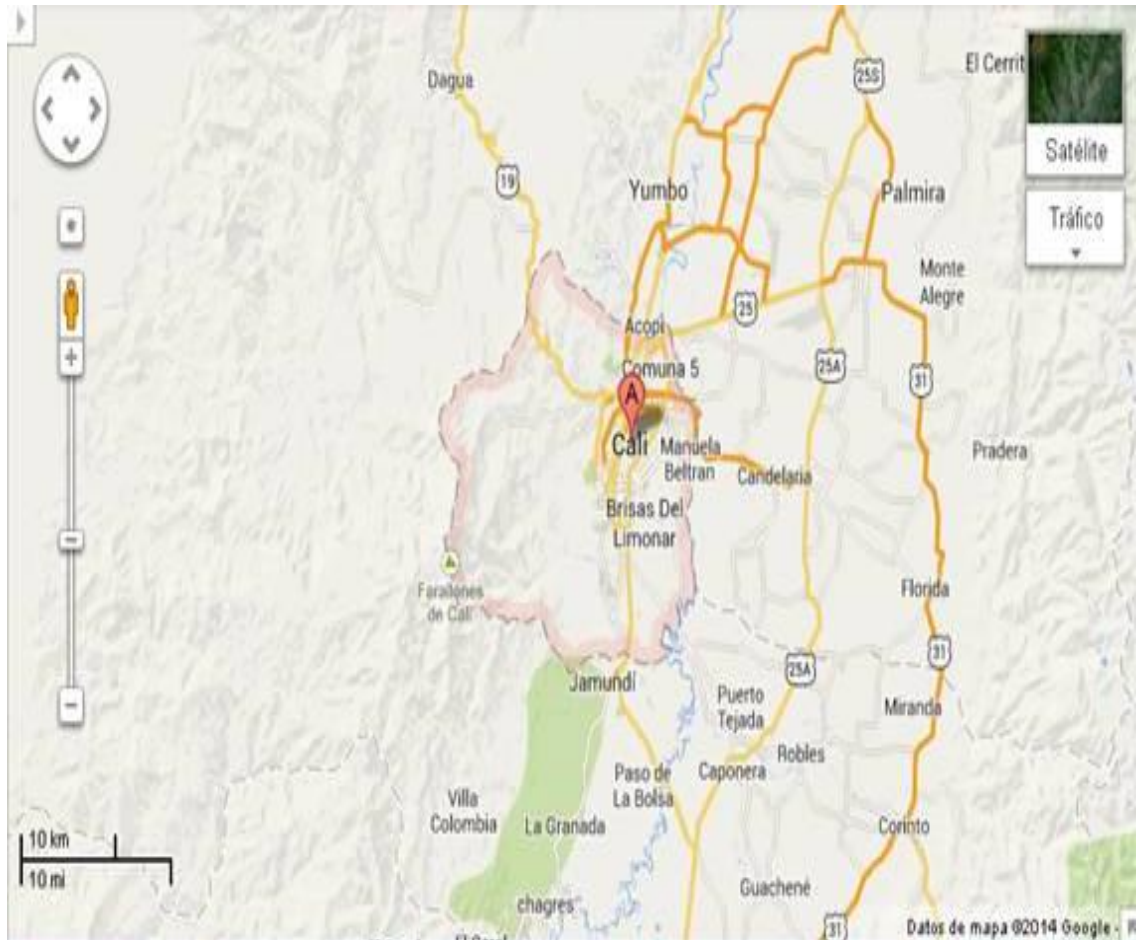 Dagua
El Cerrit
25S
Satélite
19
Yumbo
Palmira
Tráfico
Monte
Alegre
25
Acopi
Comuna 5
25A
31
A
Cali
Manuela
Beltran
Candelaria
Pradera
Brisas Del
Limonar
Farallones
de Cali
Florida
31
25A
Jamundí
Puerto
Tejada
Miranda
Robles
Paso de
La Bolsa
Caponera
Villa
Colombia
La Granada
Corinto
10 km
10 mi
Guachené
chagres
31
Datos de mapa ©2014 Google -